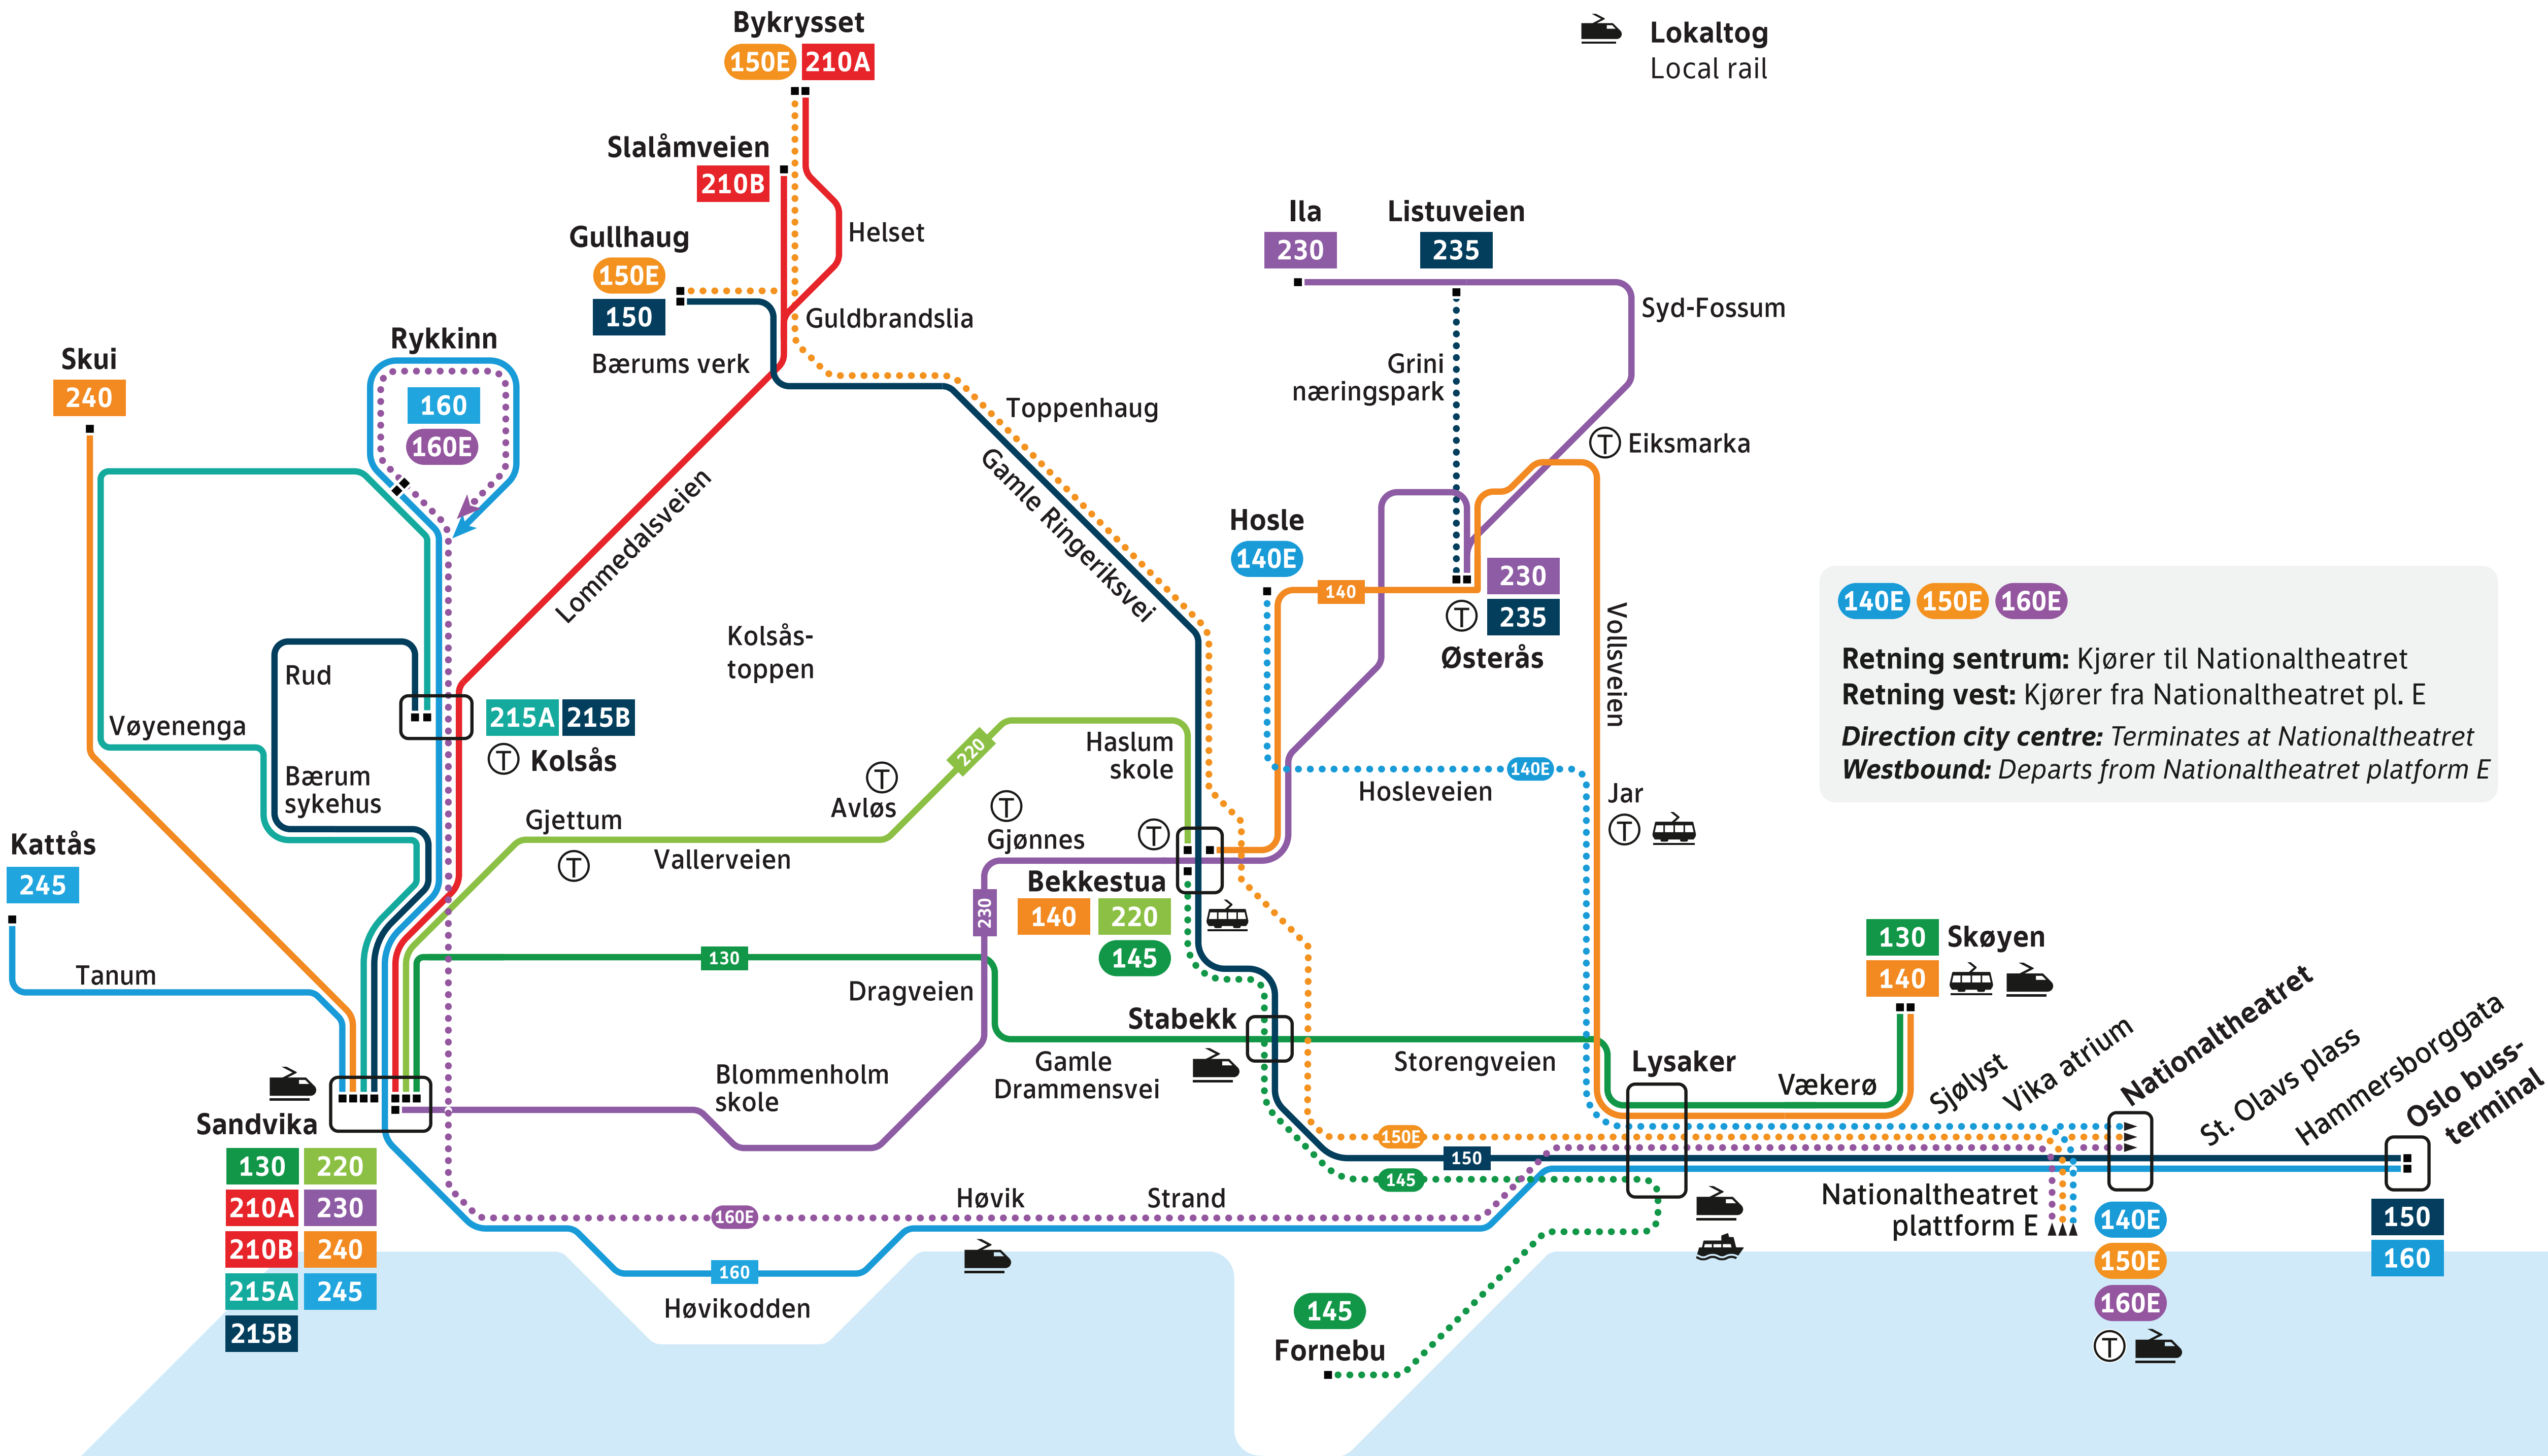 Bykrysset
150E 210A
Lokaltog
Local rail
Slalåmveien
210B
Helset
Gullhaug
150E
150
Guldbrandslia
Bærums verk
Ila
230
Listuveien
235
Syd-Fossum
Grini
næringspark
T Eiksmarka
Rykkinn
160
160E
Skui
240
Toppenhaug
Gamle Ringeriksvei
Lommedalsveien
Hosle
140E
140
230
T 235
Østerås
Vollsveien
140E 150E 160E
Retning sentrum: Kjører til Nationaltheatret
Retning vest: Kjører fra Nationaltheatret pl. E
Direction city centre: Terminates at Nationaltheatret
Westbound: Departs from Nationaltheatret platform E
Kolsås-
toppen
Rud
Vøyenenga
215A 215B
T Kolsås
Bærum
sykehus
220
Haslum
skole
140E
Hosleveien
Jar
T
T
Avløs
Gjettum
T
Vallerveien
T
Gjønnes
T
Bekkestua
140 220
145
230
Kattås
245
Tanum
130
Dragveien
130 Skøyen
140
Stabekk
Gamle
Drammensvei
Storengveien
Lysaker
Vækerø
Sjølyst
Vika atrium
Nationaltheatret
St. Olavs plass
Hammersborggata
Oslo buss-
terminal
Blommenholm
skole
Sandvika
130 220
210A 230
210B 240
215A 245
215B
150E
150
145
160E
Høvik
Strand
160
Høvikodden
Nationaltheatret
plattform E
140E
150E
160E
T
150
160
145
Fornebu